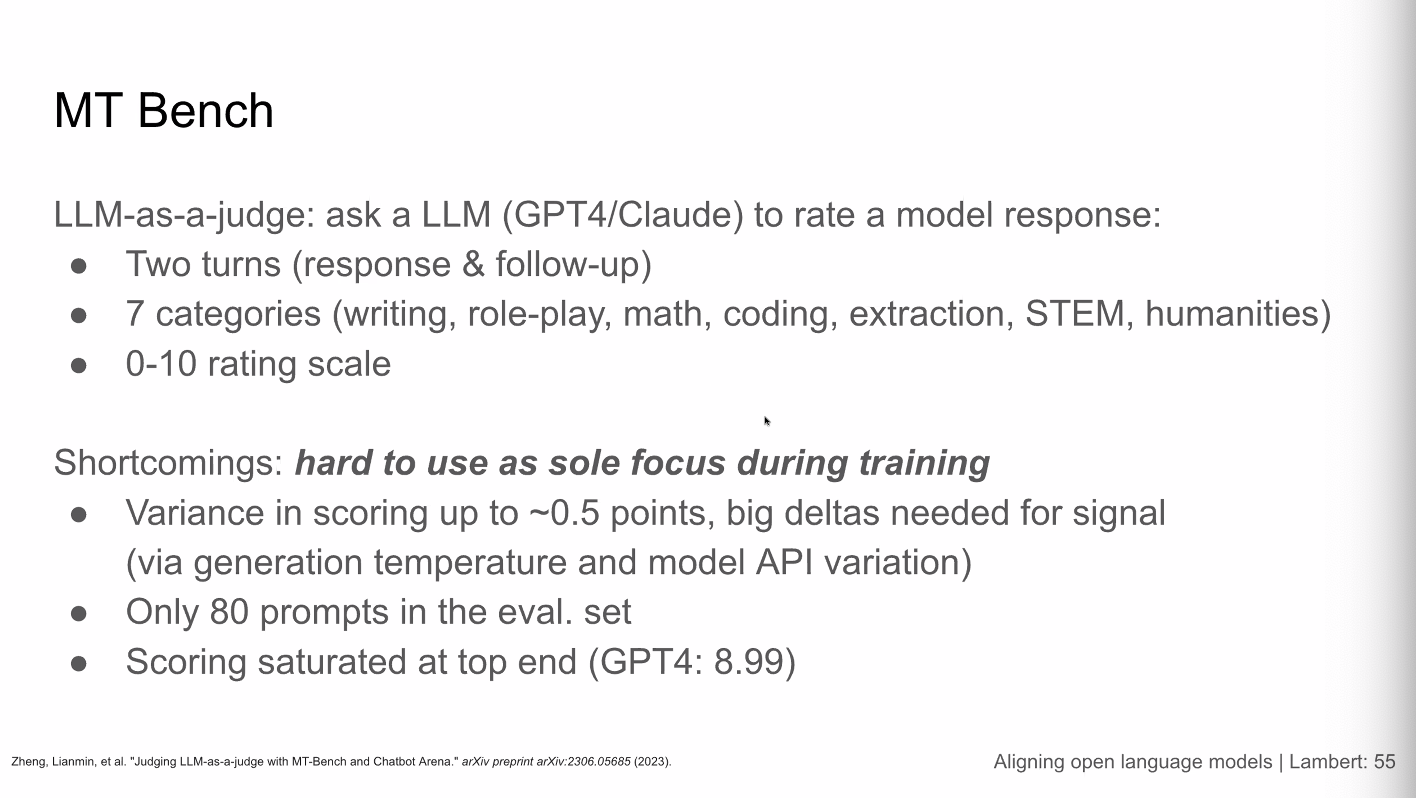 MT Bench
LLM-as-a-judge: ask a LLM (GPT4/Claude) to rate a model response:
● Two turns (response & follow-up)
● 7 categories (writing, role-play, math, coding, extraction, STEM, humanities)
● 0-10 rating scale
Shortcomings: hard to use as sole focus during training
● Variance in scoring up to ~0.5 points, big deltas needed for signal
(via generation temperature and model API variation)
● Only 80 prompts in the eval. set
● Scoring saturated at top end (GPT4: 8.99)
Zheng, Lianmin, et al. "Judging LLM-as-a-judge with MT-Bench and Chatbot Arena." arXiv preprint arXiv:2306.05685 (2023).
Aligning open language models | Lambert: 55